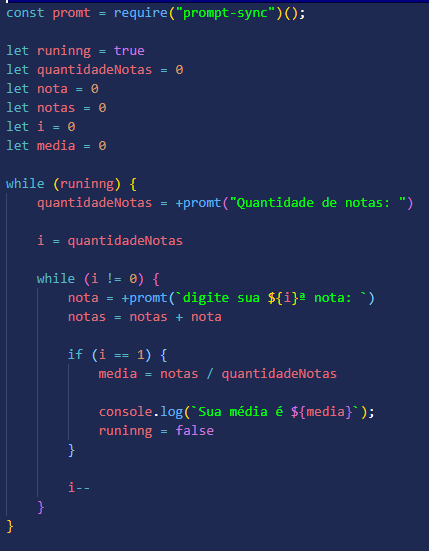 const promt = require("prompt-sync")();
let runinng = true
let quantidadeNotas = 0
let nota = 0
let notas = 0
let i = 0
let media = 0
while (runinng) {
quantidadeNotas = +promt("Quantidade de notas: ")
i = quantidadeNotas
while (i != 0) {
nota = +promt(`digite sua ${i}ª nota: `)
notas = notas + nota
if (i == 1) {
media = notas / quantidadeNotas
console.log(`Sua média é ${media}`);
runinng = false
}
i--
}
}